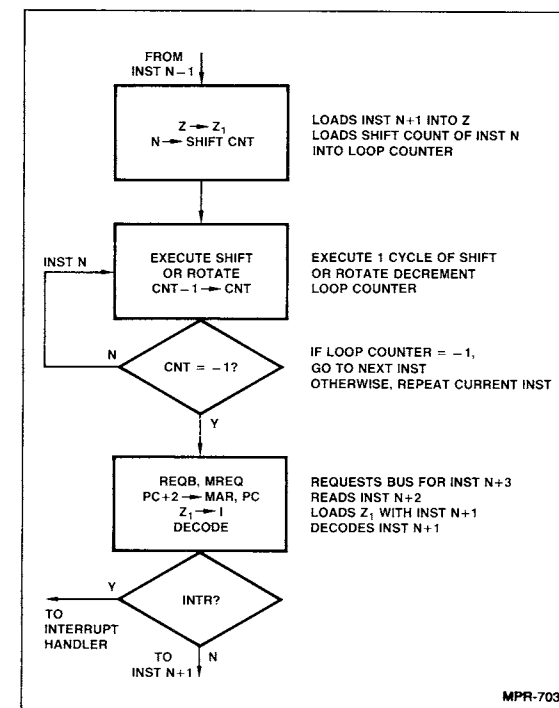 FROM
INST N−1
Z → Z₁
N → SHIFT CNT
LOADS INST N+1 INTO Z
LOADS SHIFT COUNT OF INST N
INTO LOOP COUNTER
INST N
EXECUTE SHIFT
OR ROTATE
CNT−1 → CNT
EXECUTE 1 CYCLE OF SHIFT
OR ROTATE DECREMENT
LOOP COUNTER
N
CNT = −1?
IF LOOP COUNTER = −1,
GO TO NEXT INST
OTHERWISE, REPEAT CURRENT INST
Y
REQB, MREQ
PC+2 → MAR, PC
Z₁ → I
DECODE
REQUESTS BUS FOR INST N+3
READS INST N+2
LOADS Z₁ WITH INST N+1
DECODES INST N+1
Y
INTR?
TO
INTERRUPT
HANDLER
N
TO
INST N+1
MPR-703